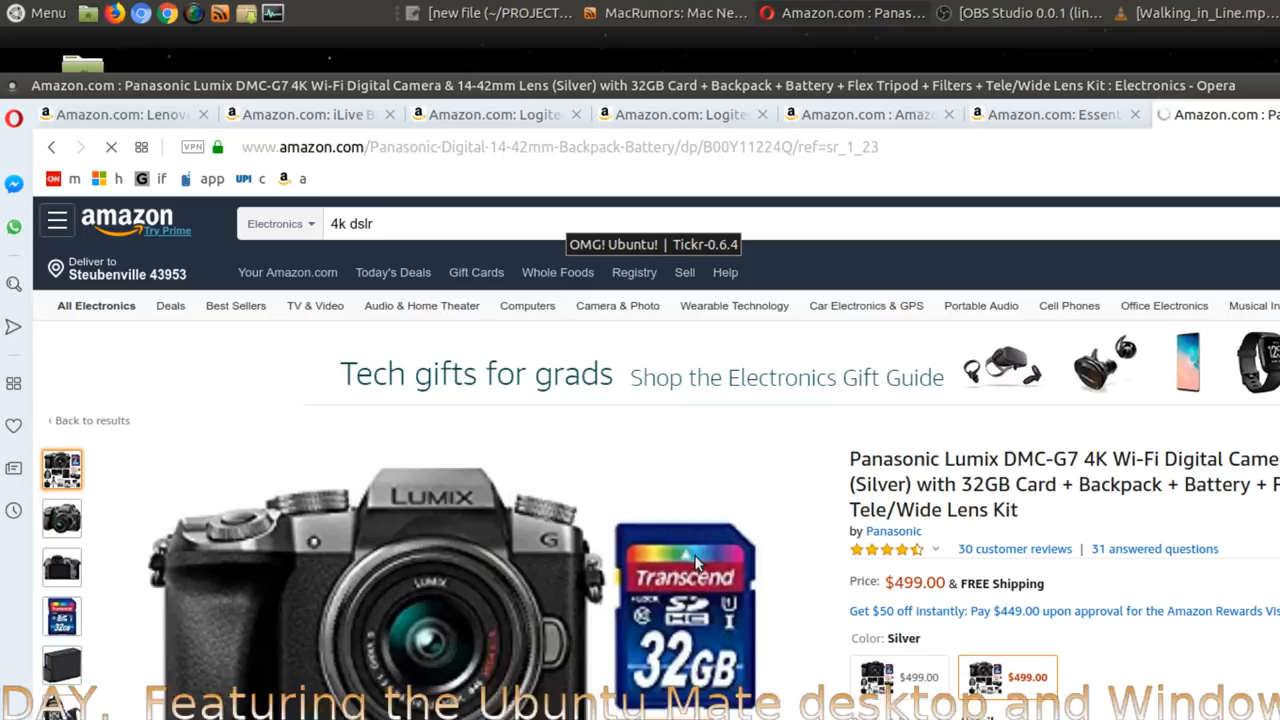 Menu [new file (~/PROJECT... MacRumors: Mac Ne... Amazon.com : Panas... [OBS Studio 0.0.1 (lin... [Walking_in_Line.mp...
Amazon.com : Panasonic Lumix DMC-G7 4K Wi-Fi Digital Camera & 14-42mm Lens (Silver) with 32GB Card + Backpack + Battery + Flex Tripod + Filters + Tele/Wide Lens Kit : Electronics - Opera
Amazon.com: Lenov Amazon.com: iLive B Amazon.com: Logite Amazon.com: Logite Amazon.com : Amaz Amazon.com: Essent Amazon.com : Pa
VPN www.amazon.com/Panasonic-Digital-14-42mm-Backpack-Battery/dp/B00Y11224Q/ref=sr_1_23
CNN m h G if app UPI c a a
amazon Electronics 4k dslr
Try Prime
OMG! Ubuntu! | Tickr-0.6.4
Deliver to
Steubenville 43953
Your Amazon.com Today's Deals Gift Cards Whole Foods Registry Sell Help
All Electronics Deals Best Sellers TV & Video Audio & Home Theater Computers Camera & Photo Wearable Technology Car Electronics & GPS Portable Audio Cell Phones Office Electronics Musical In
Tech gifts for grads Shop the Electronics Gift Guide
‹ Back to results
Panasonic Lumix DMC-G7 4K Wi-Fi Digital Came
(Silver) with 32GB Card + Backpack + Battery + F
Tele/Wide Lens Kit
by Panasonic
30 customer reviews | 31 answered questions
Price: $499.00 & FREE Shipping
Get $50 off instantly: Pay $449.00 upon approval for the Amazon Rewards Vis
Color: Silver
$499.00 $499.00
LUMIX
G
LUMIX
Transcend
LOCK
SD HC I
32GB
DAY. Featuring the Ubuntu Mate desktop and Window